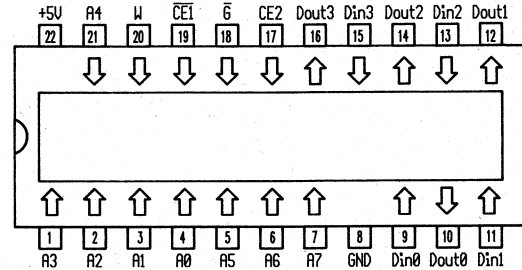 +5V A4 W C̅E̅1̅ G̅ CE2 Dout3 Din3 Dout2 Din2 Dout1
22 21 20 19 18 17 16 15 14 13 12
1 2 3 4 5 6 7 8 9 10 11
A3 A2 A1 A0 A5 A6 A7 GND Din0 Dout0 Din1